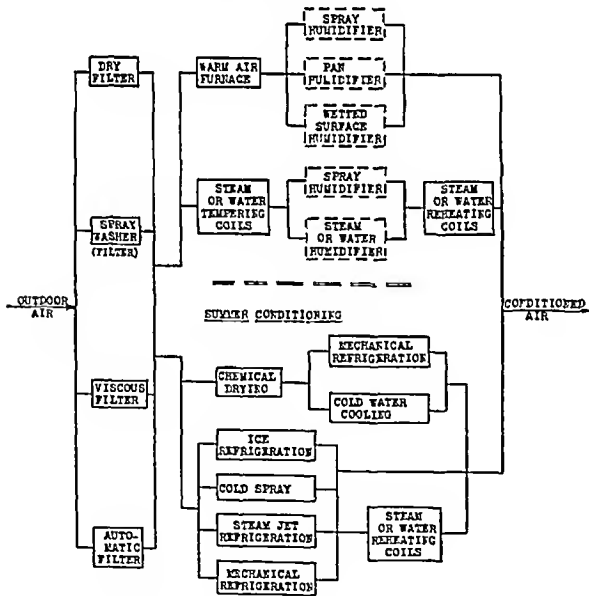 SPRAY
HUMIDIFIER
DRY
FILTER
WARM AIR
FURNACE
PAN
HULIDIFIER
WETTED
SURFACE
HUMIDIFIER
STEAM
OR WATER
TEMPERING
COILS
SPRAY
HUMIDIFIER
STEAM
OR WATER
HUMIDIFIER
STEAM
OR WATER
REHEATING
COILS
SPRAY
WASHER
(FILTER)
OUTDOOR
AIR
CONDITIONED
AIR
SUMMER CONDITIONING
MECHANICAL
REFRIGERATION
CHEMICAL
DRYING
COLD WATER
COOLING
VISCOUS
FILTER
ICE
REFRIGERATION
COLD SPRAY
STEAM JET
REFRIGERATION
STEAM
OR WATER
REHEATING
COILS
AUTO-
MATIC
FILTER
MECHANICAL
REFRIGERATION